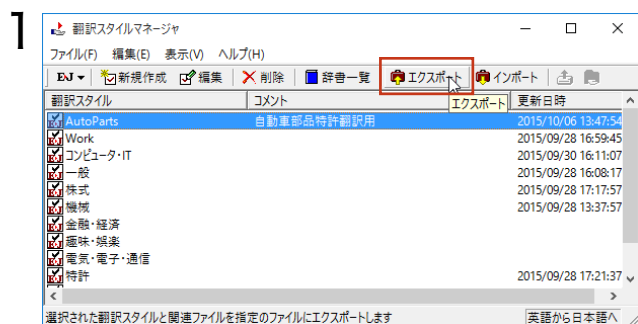 1
翻訳スタイルマネージャ
ファイル(F) 編集(E) 表示(V) ヘルプ(H)
EJ 新規作成 編集 削除 辞書一覧 エクスポート インポート
翻訳スタイル コメント エクスポート 更新日時
AutoParts 自動車部品特許翻訳用 2015/10/06 13:47:54
Work 2015/09/28 16:59:45
コンピュータ・IT 2015/09/30 16:11:07
一般 2015/09/28 16:08:17
株式 2015/09/28 17:17:57
機械 2015/09/28 13:37:57
金融・経済
趣味・娯楽
電気・電子・通信
特許 2015/09/28 17:21:37
選択された翻訳スタイルと関連ファイルを指定のファイルにエクスポートします 英語から日本語へ